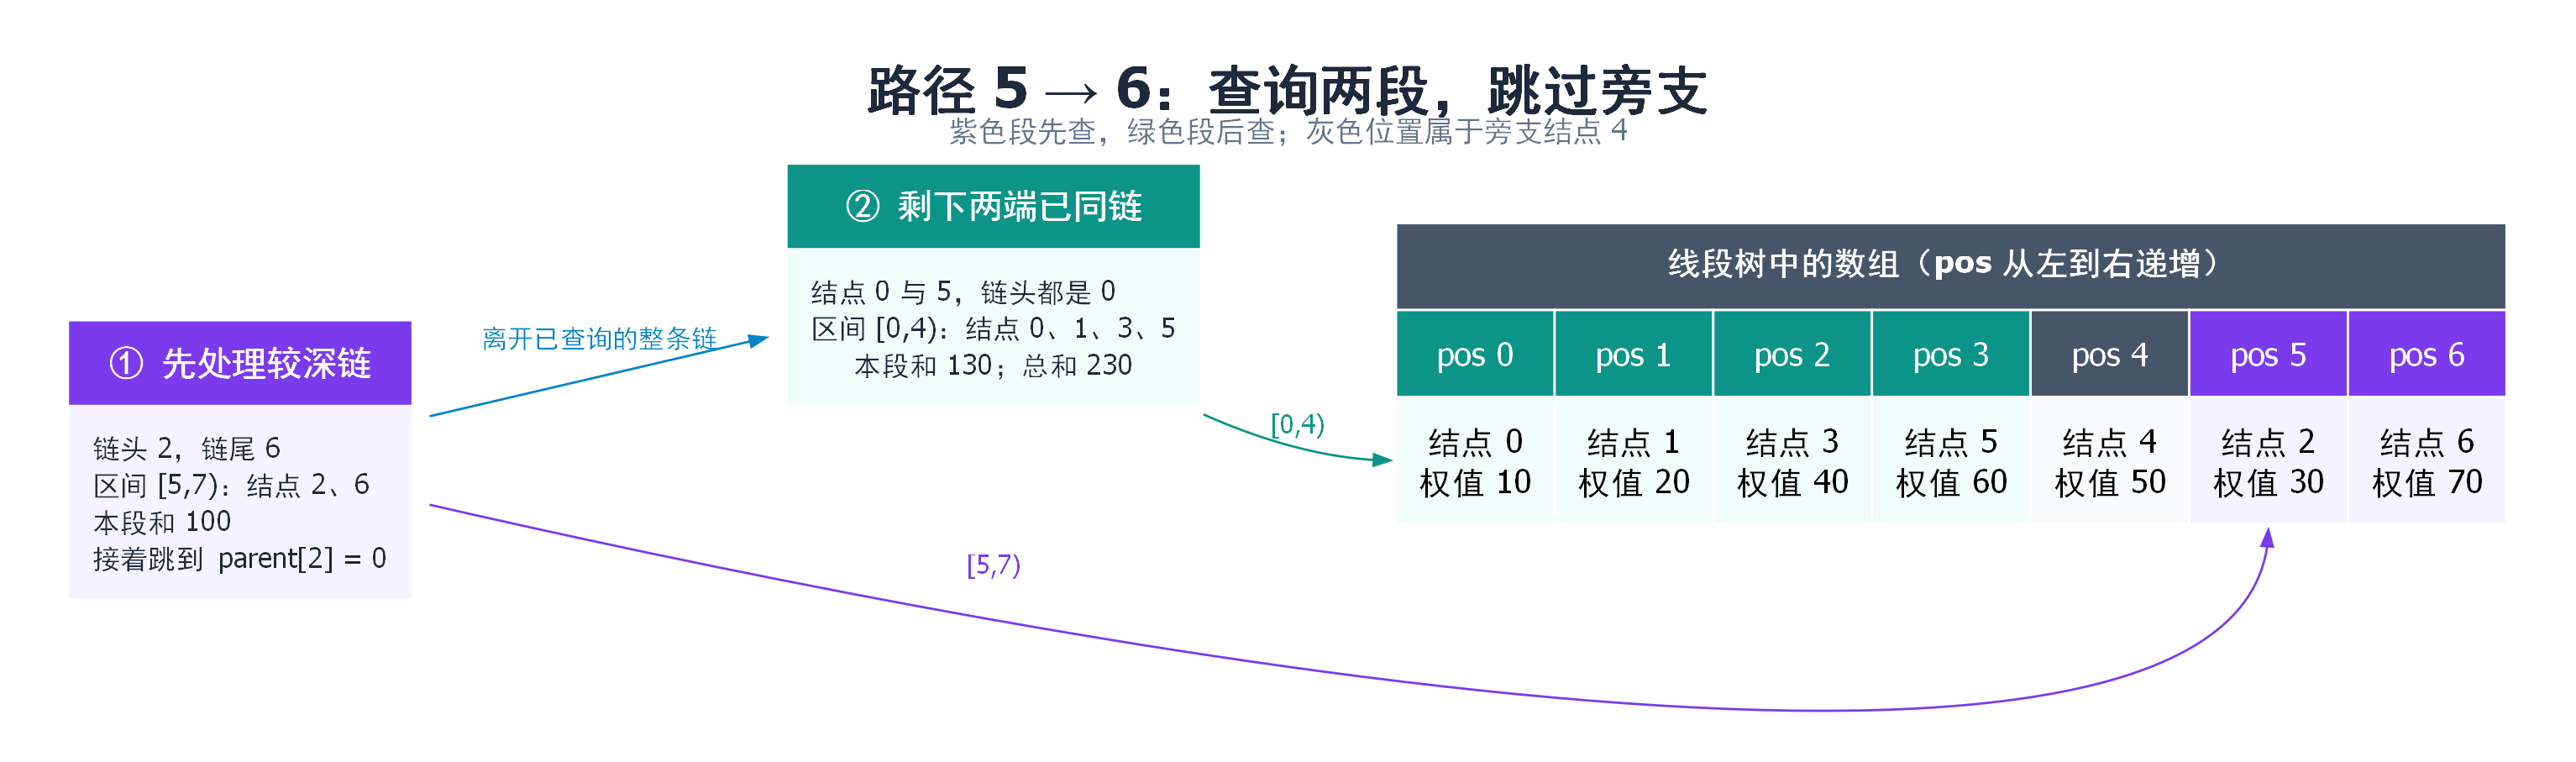 路径 5 → 6：查询两段，跳过旁支
紫色段先查，绿色段后查；灰色位置属于旁支结点 4
① 先处理较深链
链头 2，链尾 6
区间 [5,7)：结点 2、6
本段和 100
接着跳到 parent[2] = 0
离开已查询的整条链
② 剩下两端已同链
结点 0 与 5，链头都是 0
区间 [0,4)：结点 0、1、3、5
本段和 130；总和 230
[0,4)
[5,7)
线段树中的数组（pos 从左到右递增）
pos 0 pos 1 pos 2 pos 3 pos 4 pos 5 pos 6
结点 0 结点 1 结点 3 结点 5 结点 4 结点 2 结点 6
权值 10 权值 20 权值 40 权值 60 权值 50 权值 30 权值 70